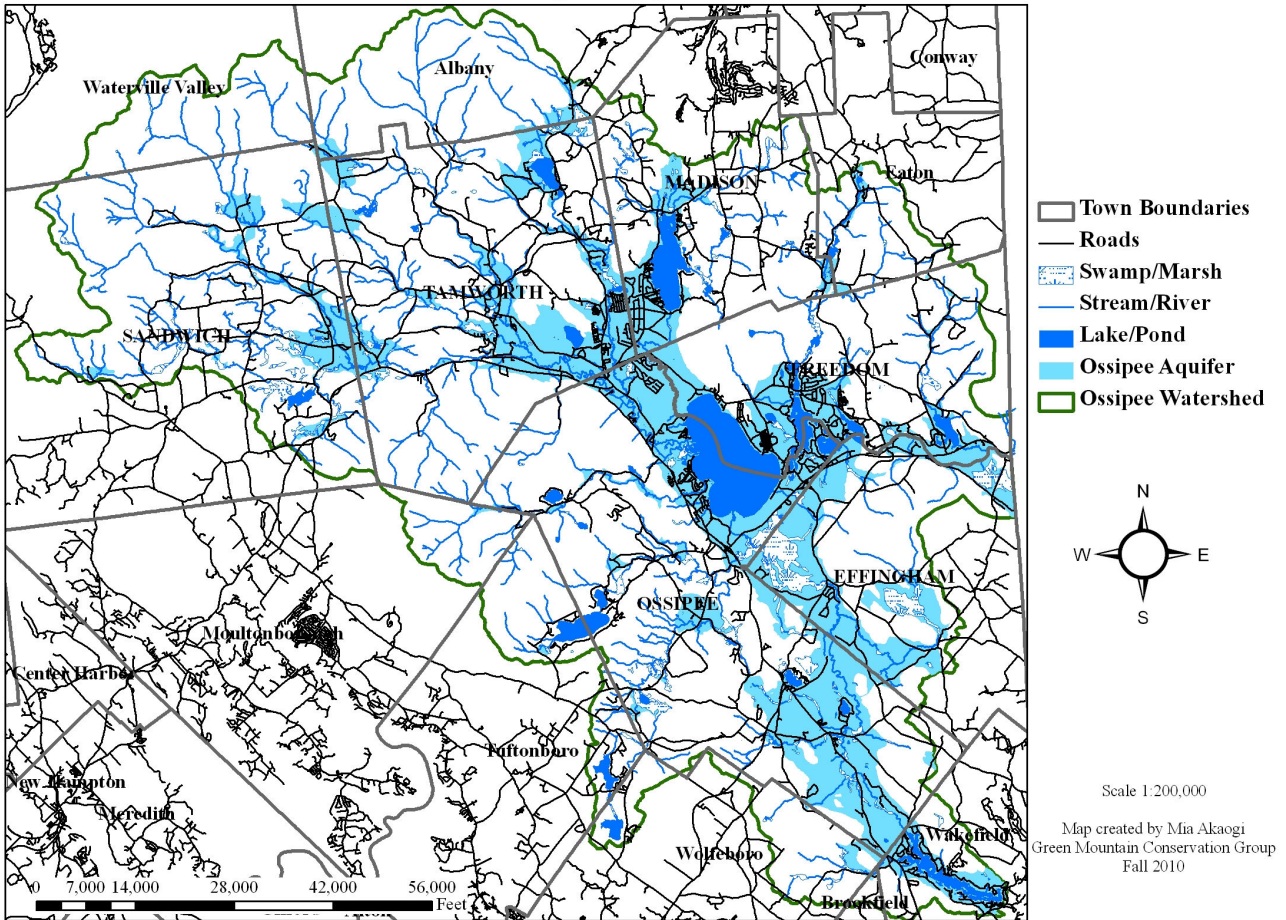 Conway
Albany
Waterville Valley
Eaton
MADISON
TAMWORTH
SANDWICH
FREEDOM
EFFINGHAM
OSSIPEE
Moultonborough
Center Harbor
Tuftonboro
New Hampton
Meredith
Wakefield
Wolfeboro
Brookfield
0 7,000 14,000 28,000 42,000 56,000
Feet
Town Boundaries
Roads
Swamp/Marsh
Stream/River
Lake/Pond
Ossipee Aquifer
Ossipee Watershed
N
W E
S
Scale 1:200,000
Map created by Mia Akaogi
Green Mountain Conservation Group
Fall 2010